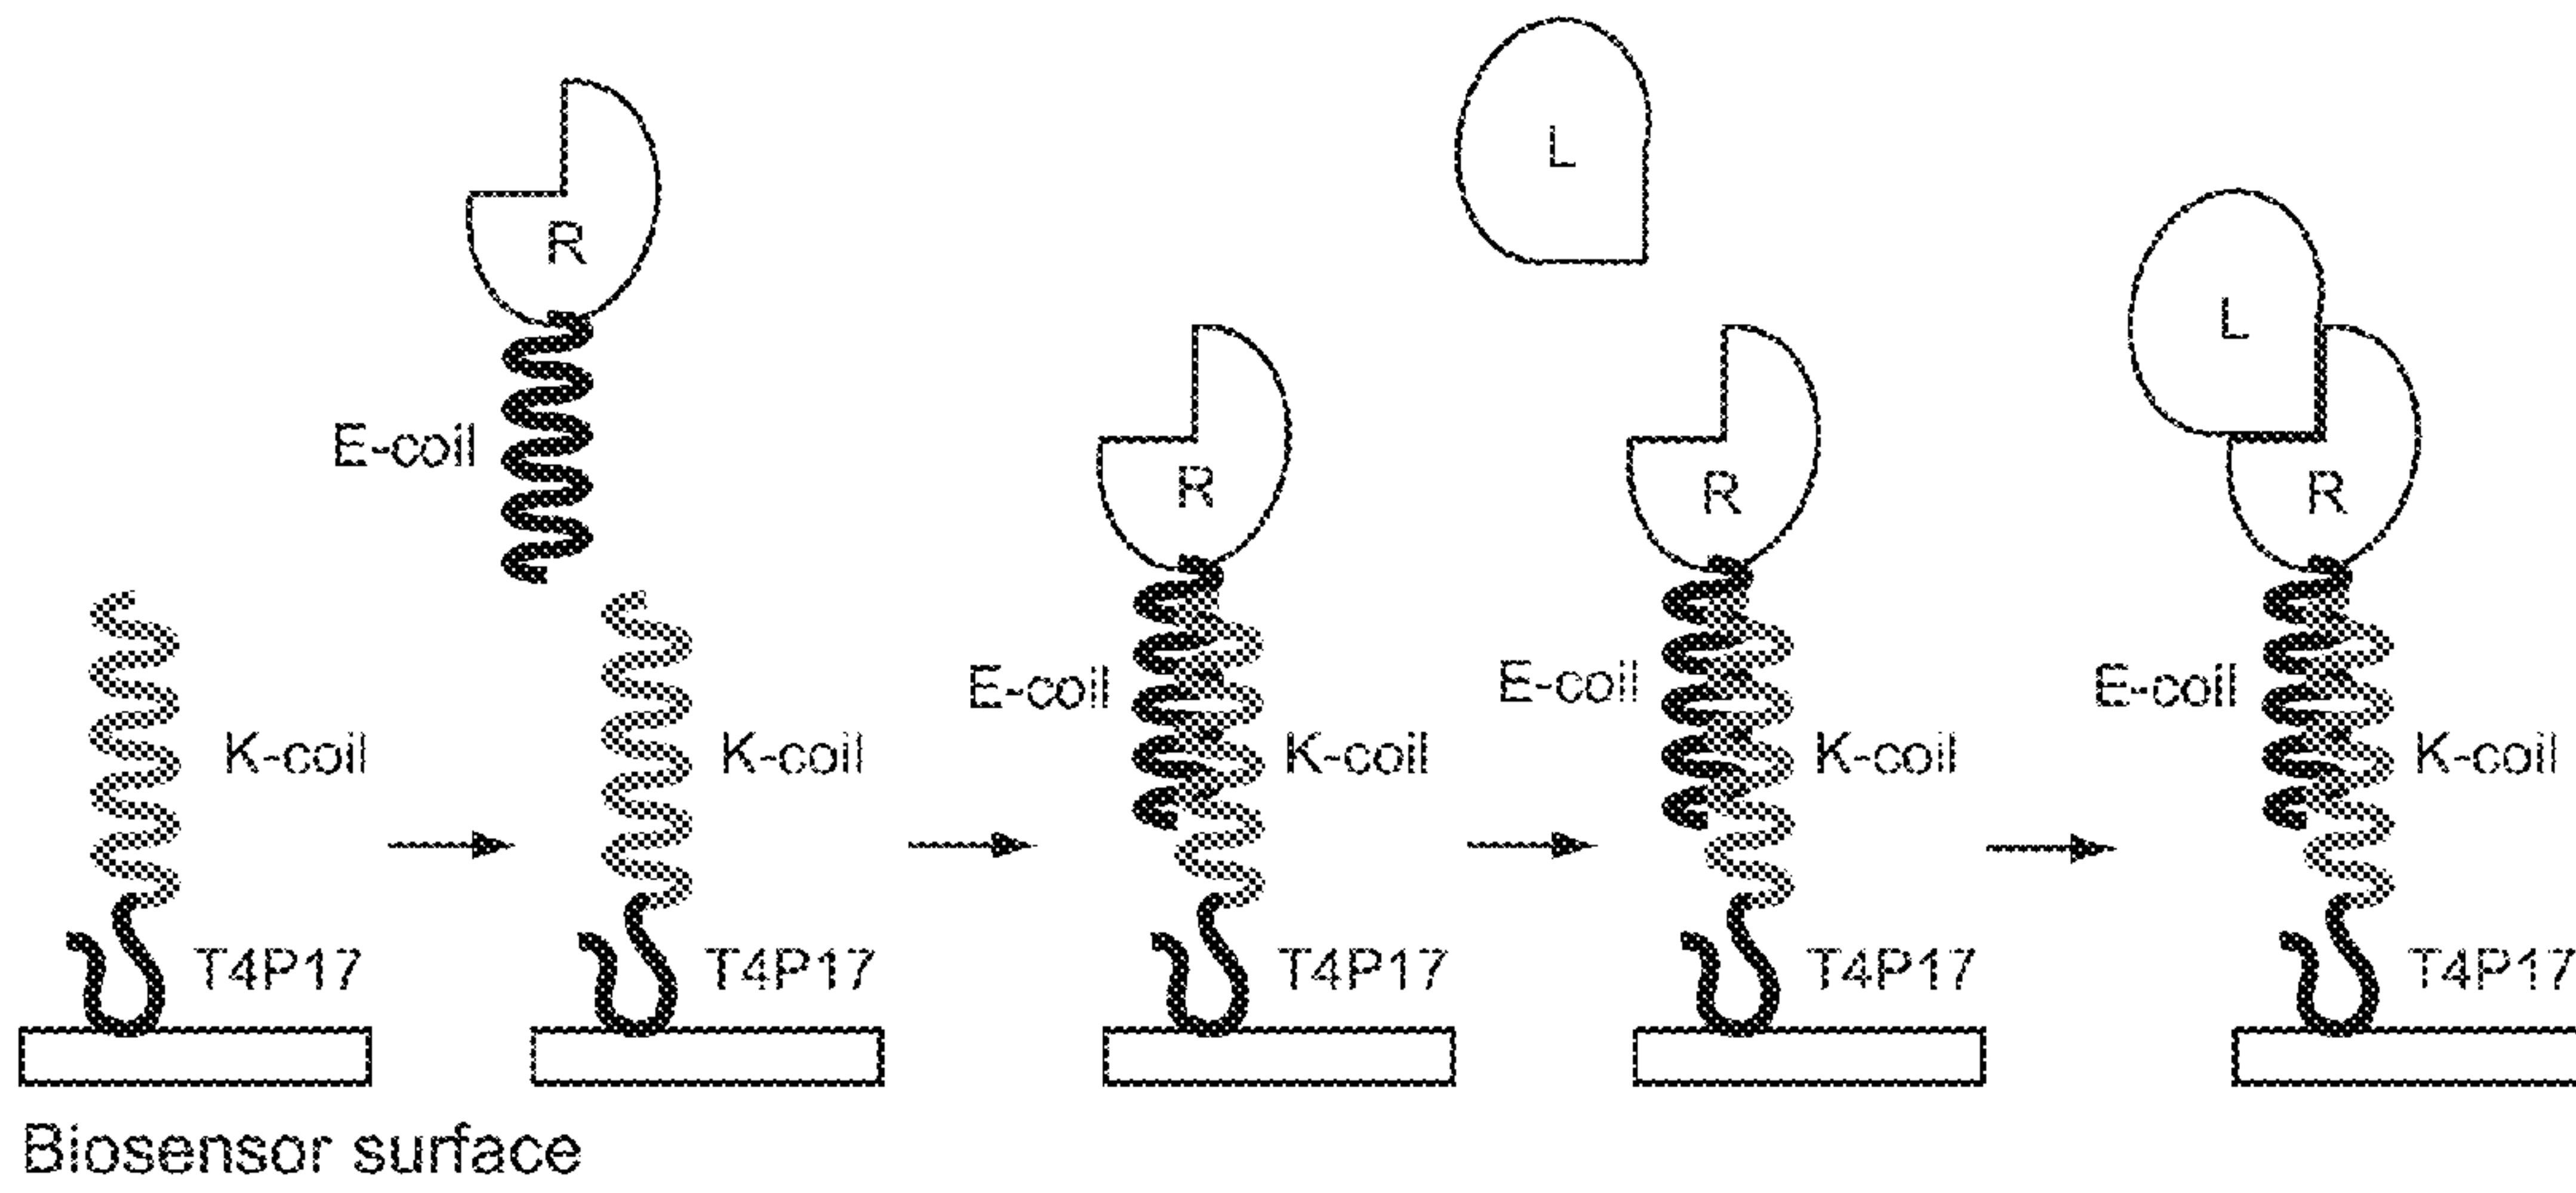 L
R
L
R
R
R
E-coil
E-coil
E-coil
E-coil
K-coil
K-coil
K-coil
K-coil
K-coil
T4P17
T4P17
T4P17
T4P17
T4P17
Biosensor surface